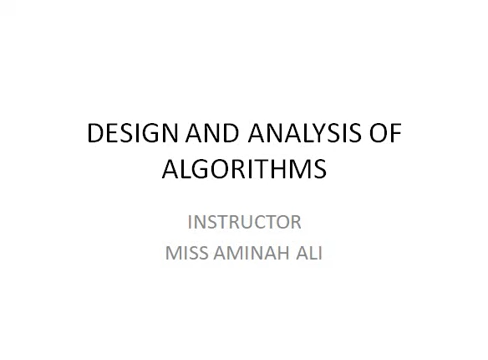 DESIGN AND ANALYSIS OF
ALGORITHMS
INSTRUCTOR
MISS AMINAH ALI